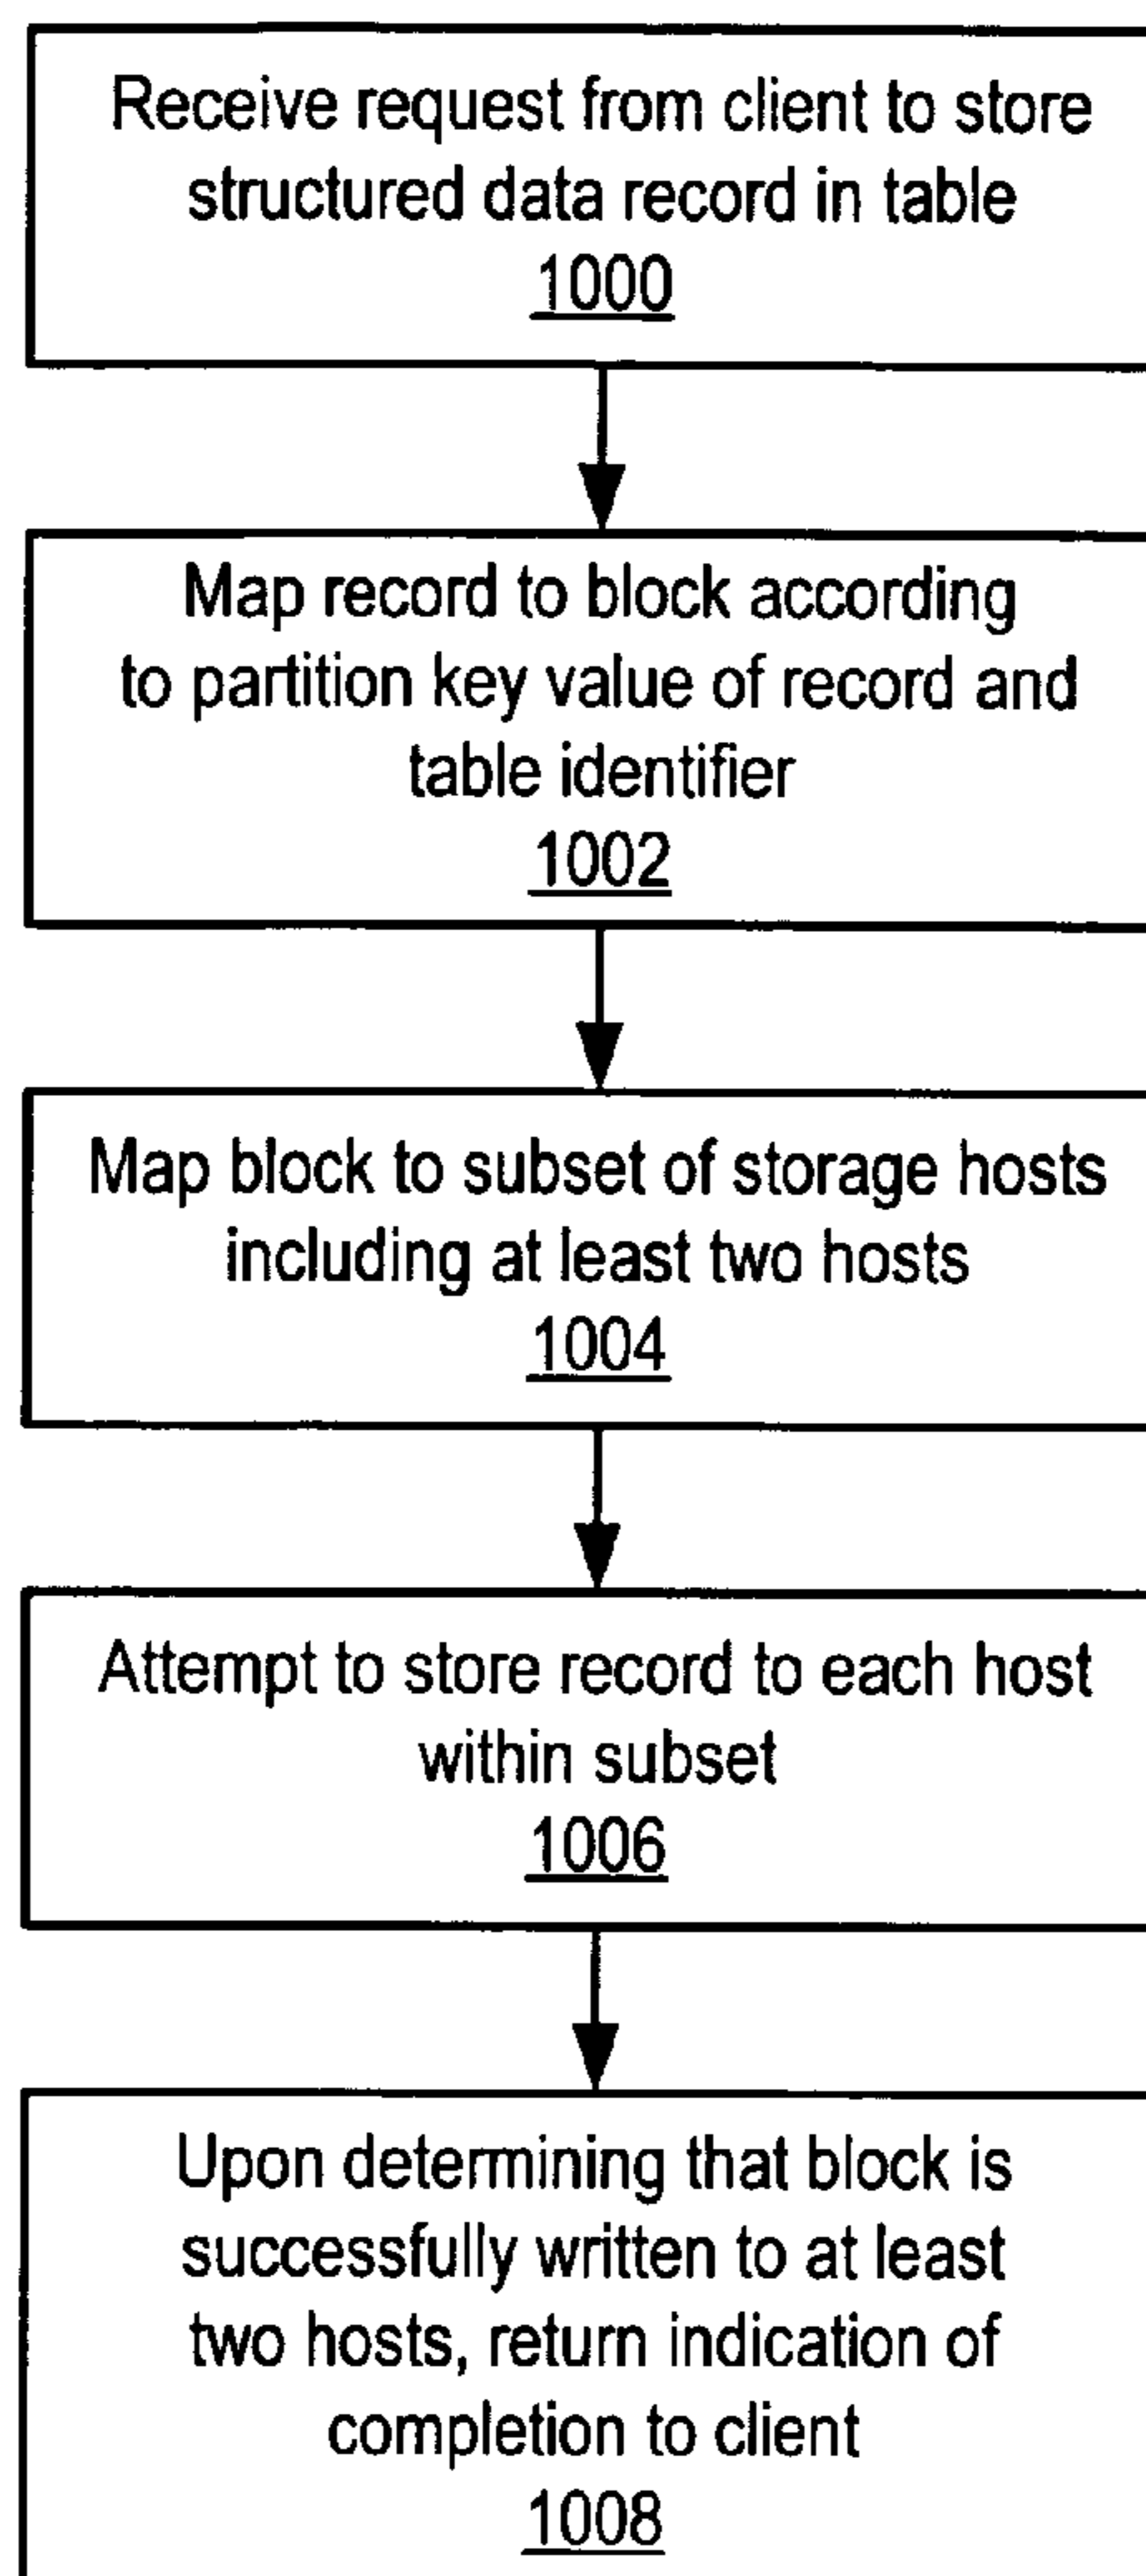 Receive request from client to store
structured data record in table
1000
Map record to block according
to partition key value of record and
table identifier
1002
Map block to subset of storage hosts
including at least two hosts
1004
Attempt to store record to each host
within subset
1006
Upon determining that block is
successfully written to at least
two hosts, return indication of
completion to client
1008